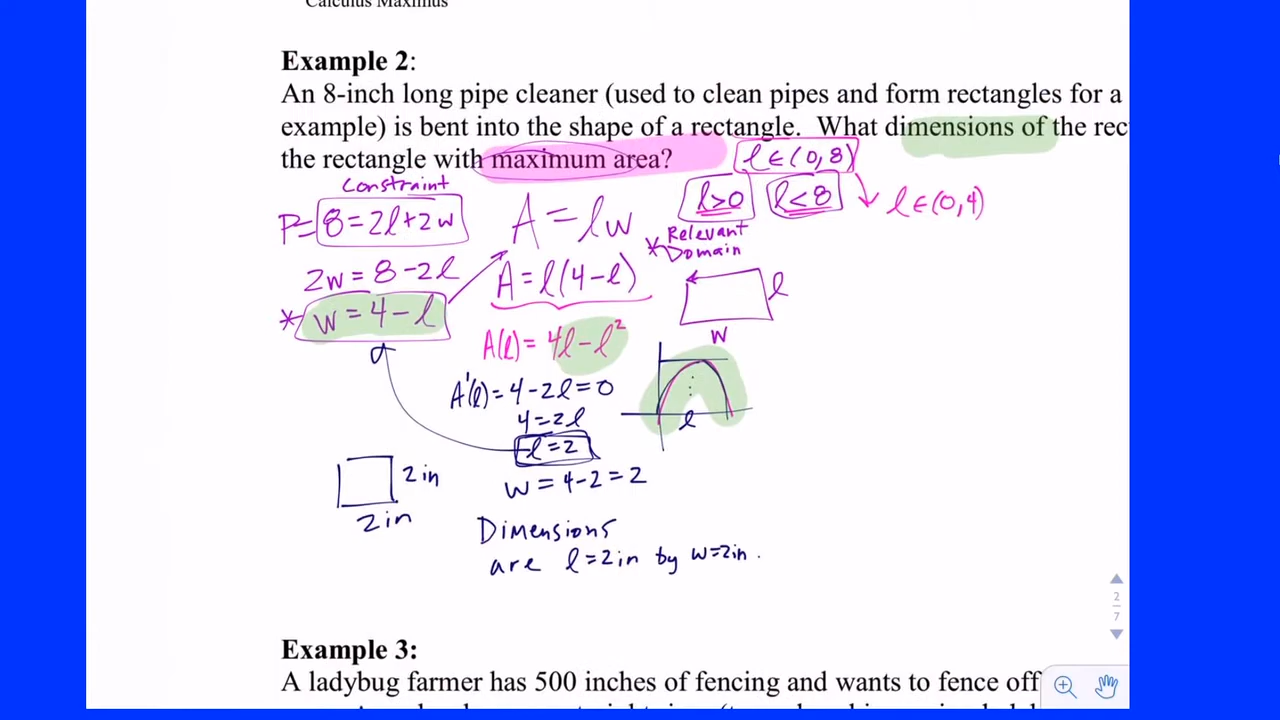 Calculus Maximus
Example 2:
An 8-inch long pipe cleaner (used to clean pipes and form rectangles for a
example) is bent into the shape of a rectangle. What dimensions of the rec
the rectangle with maximum area?
l∈(0,8)
Constraint
P= 8=2l+2w
A=lw
l>0
l<8
l∈(0,4)
* Relevant
Domain
2w=8-2l
A=l(4-l)
l
* w=4-l
w
A(l)=4l-l²
A'(l)=4-2l=0
4=2l
l
l=2
w=4-2=2
2in
2in
Dimensions
are l=2in by w=2in.
2
7
Example 3:
A ladybug farmer has 500 inches of fencing and wants to fence off